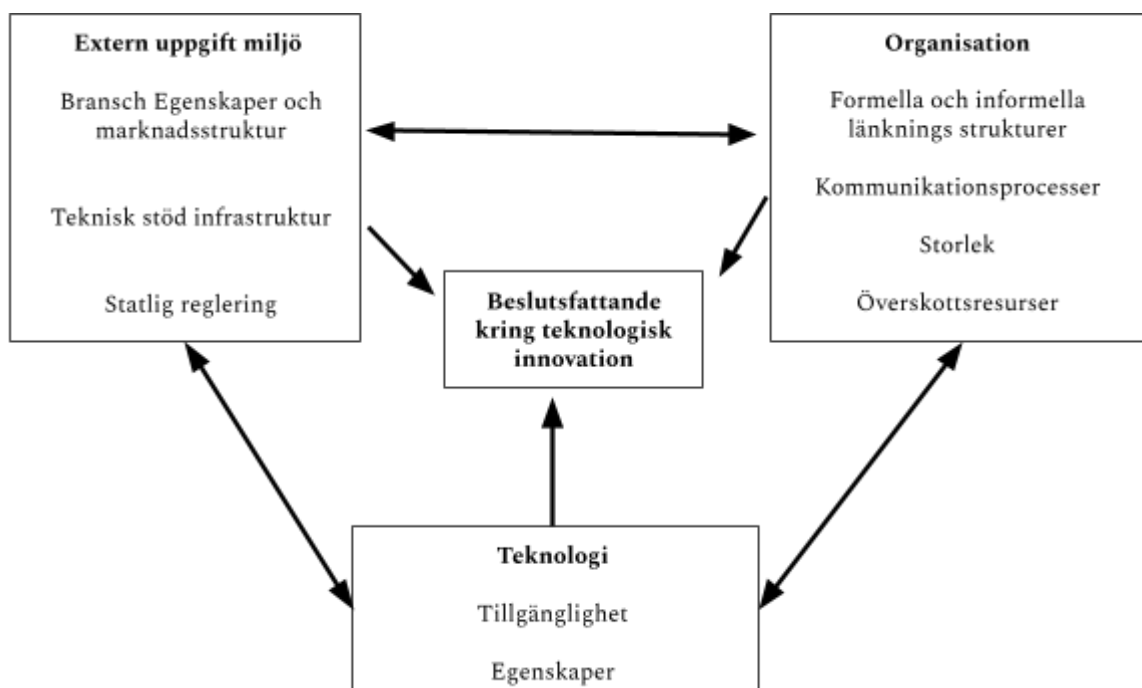 Extern uppgift miljö
Bransch Egenskaper och
marknadsstruktur
Teknisk stöd infrastruktur
Statlig reglering
Organisation
Formella och informella
länknings strukturer
Kommunikationsprocesser
Storlek
Överskottsresurser
Beslutsfattande
kring teknologisk
innovation
Teknologi
Tillgänglighet
Egenskaper